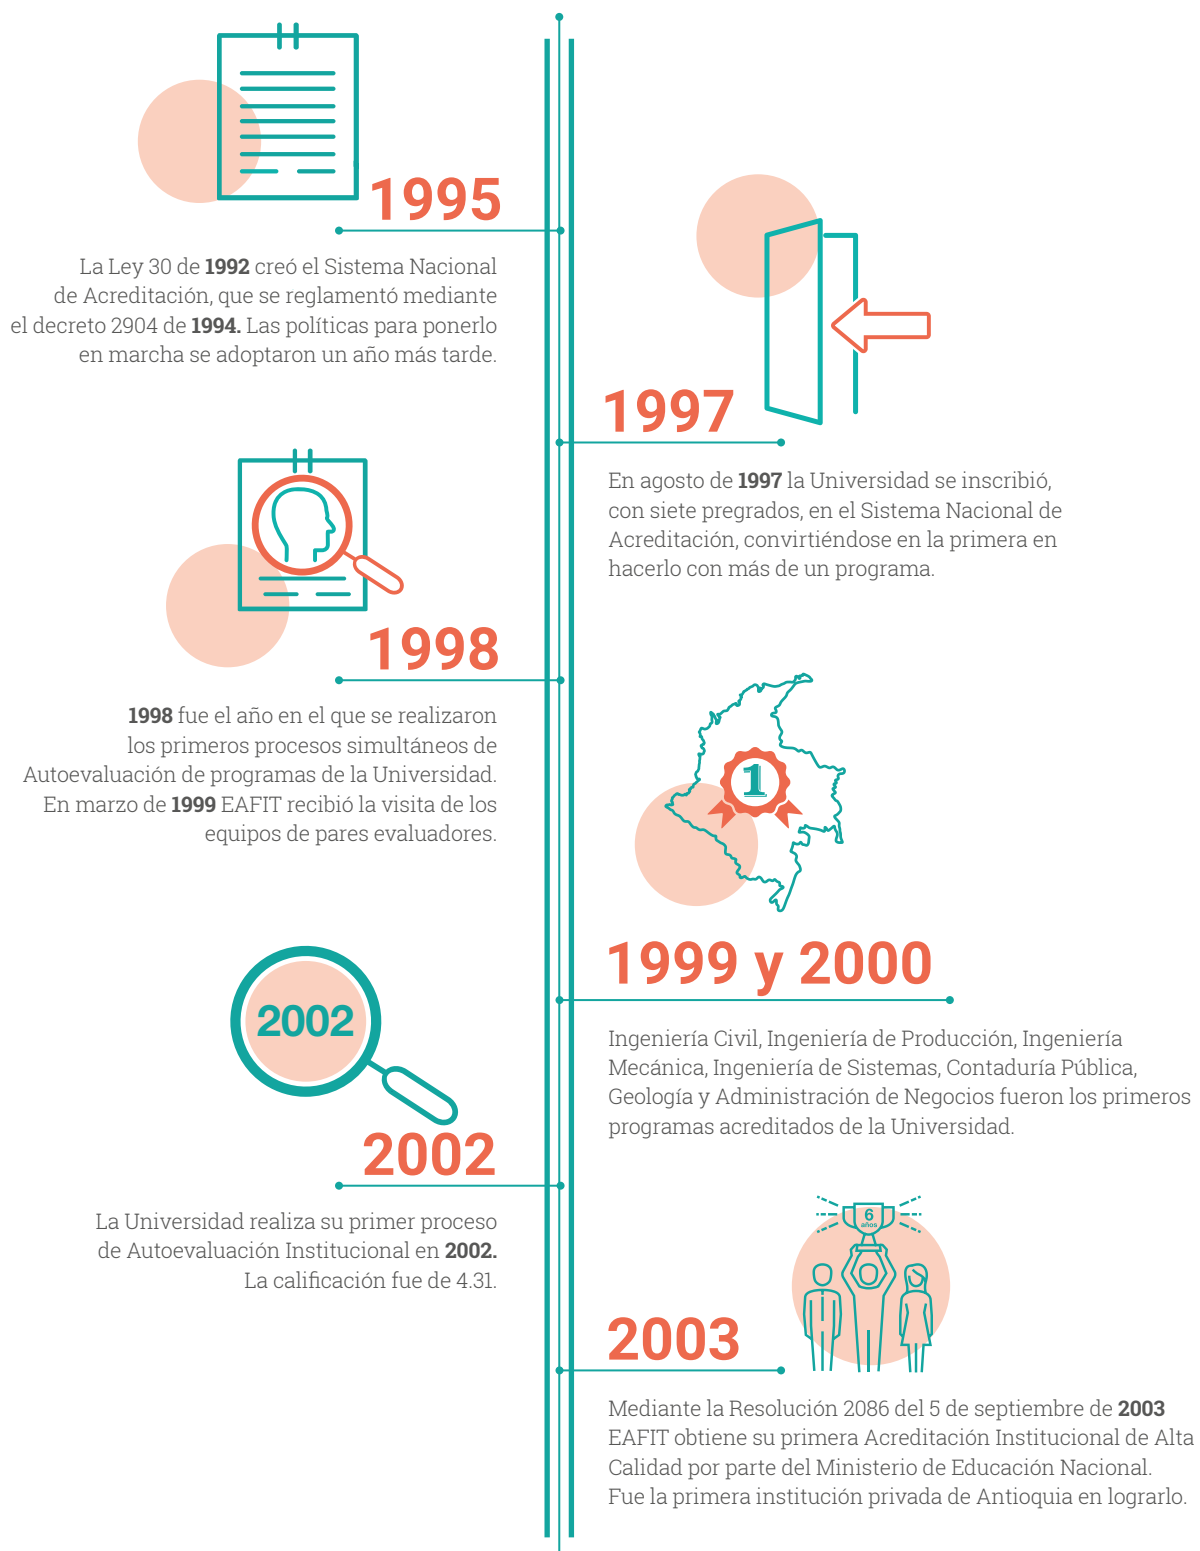 1995
La Ley 30 de 1992 creó el Sistema Nacional
de Acreditación, que se reglamentó mediante
el decreto 2904 de 1994. Las políticas para ponerlo
en marcha se adoptaron un año más tarde.
1997
En agosto de 1997 la Universidad se inscribió,
con siete pregrados, en el Sistema Nacional de
Acreditación, convirtiéndose en la primera en
hacerlo con más de un programa.
1998
1998 fue el año en el que se realizaron
los primeros procesos simultáneos de
Autoevaluación de programas de la Universidad.
En marzo de 1999 EAFIT recibió la visita de los
equipos de pares evaluadores.
1
1999 y 2000
Ingeniería Civil, Ingeniería de Producción, Ingeniería
Mecánica, Ingeniería de Sistemas, Contaduría Pública,
Geología y Administración de Negocios fueron los primeros
programas acreditados de la Universidad.
2002
2002
La Universidad realiza su primer proceso
de Autoevaluación Institucional en 2002.
La calificación fue de 4.31.
6
años
2003
Mediante la Resolución 2086 del 5 de septiembre de 2003
EAFIT obtiene su primera Acreditación Institucional de Alta
Calidad por parte del Ministerio de Educación Nacional.
Fue la primera institución privada de Antioquia en lograrlo.